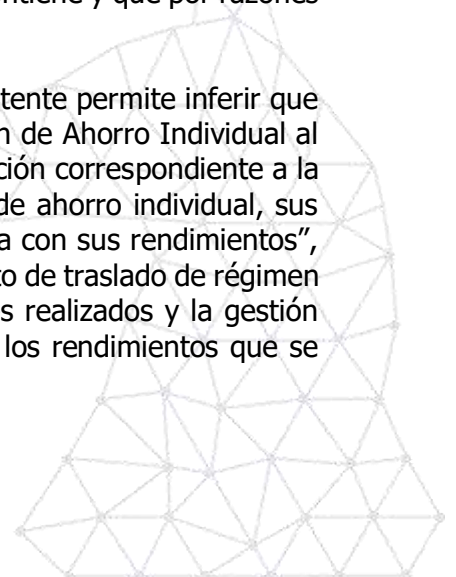 ntiene y que por razones
tente permite inferir que
n de Ahorro Individual al
ción correspondiente a la
de ahorro individual, sus
a con sus rendimientos”,
to de traslado de régimen
s realizados y la gestión
los rendimientos que se